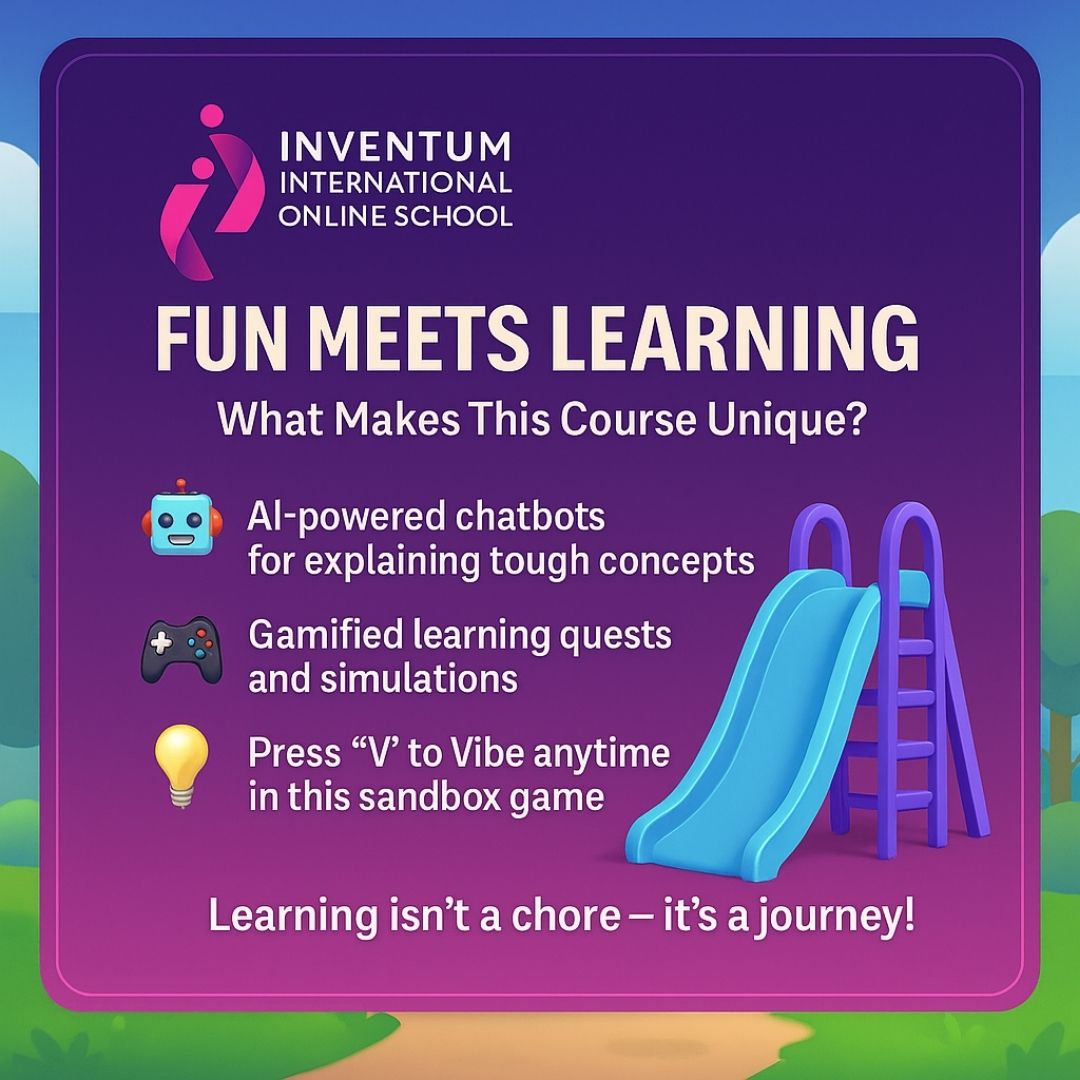 INVENTUM
INTERNATIONAL
ONLINE SCHOOL
FUN MEETS LEARNING
What Makes This Course Unique?
AI-powered chatbots
for explaining tough concepts
Gamified learning quests
and simulations
Press “V’ to Vibe anytime
in this sandbox game
Learning isn’t a chore – it’s a journey!